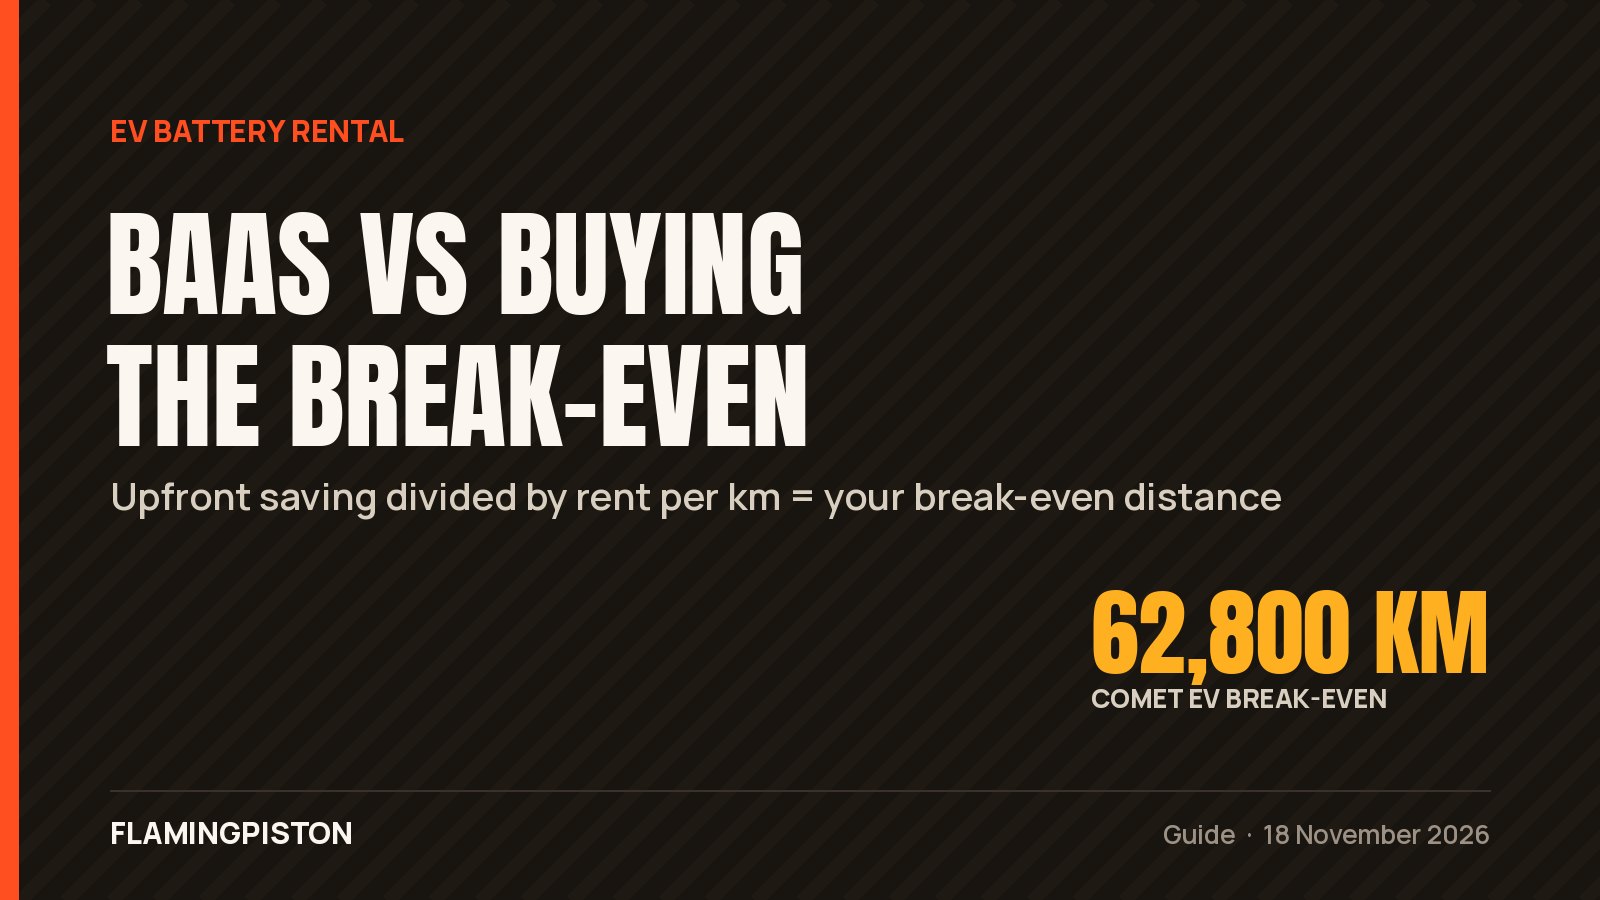 EV BATTERY RENTAL
BAAS VS BUYING
THE BREAK-EVEN
Upfront saving divided by rent per km = your break-even distance
62,800 KM
COMET EV BREAK-EVEN
FLAMINGPISTON
Guide · 18 November 2026